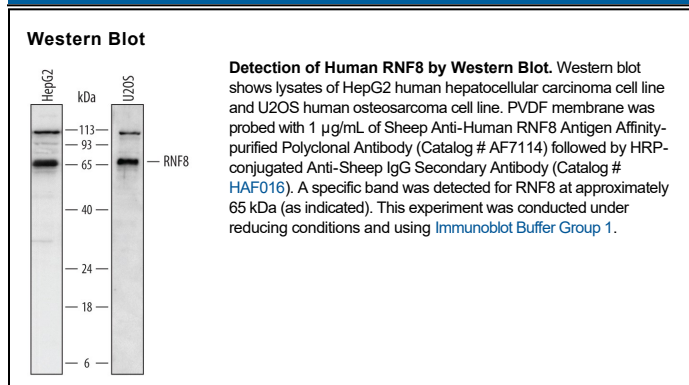 Western Blot
HepG2
kDa
U2OS
113
93
65
RNF8
40
24
18
6
Detection of Human RNF8 by Western Blot. Western blot
shows lysates of HepG2 human hepatocellular carcinoma cell line
and U2OS human osteosarcoma cell line. PVDF membrane was
probed with 1 µg/mL of Sheep Anti-Human RNF8 Antigen Affinity-
purified Polyclonal Antibody (Catalog # AF7114) followed by HRP-
conjugated Anti-Sheep IgG Secondary Antibody (Catalog #
HAF016). A specific band was detected for RNF8 at approximately
65 kDa (as indicated). This experiment was conducted under
reducing conditions and using Immunoblot Buffer Group 1.